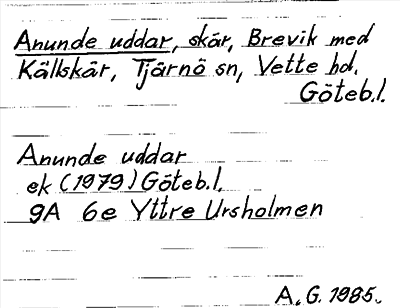 Anunde uddar, skär, Brevik med
Källskär, Tjärnö sn, Vette hd.
Göteb.l.
Anunde uddar
ek (1979) Göteb.l.
9A 6e Yttre Ursholmen
A.G. 1985.